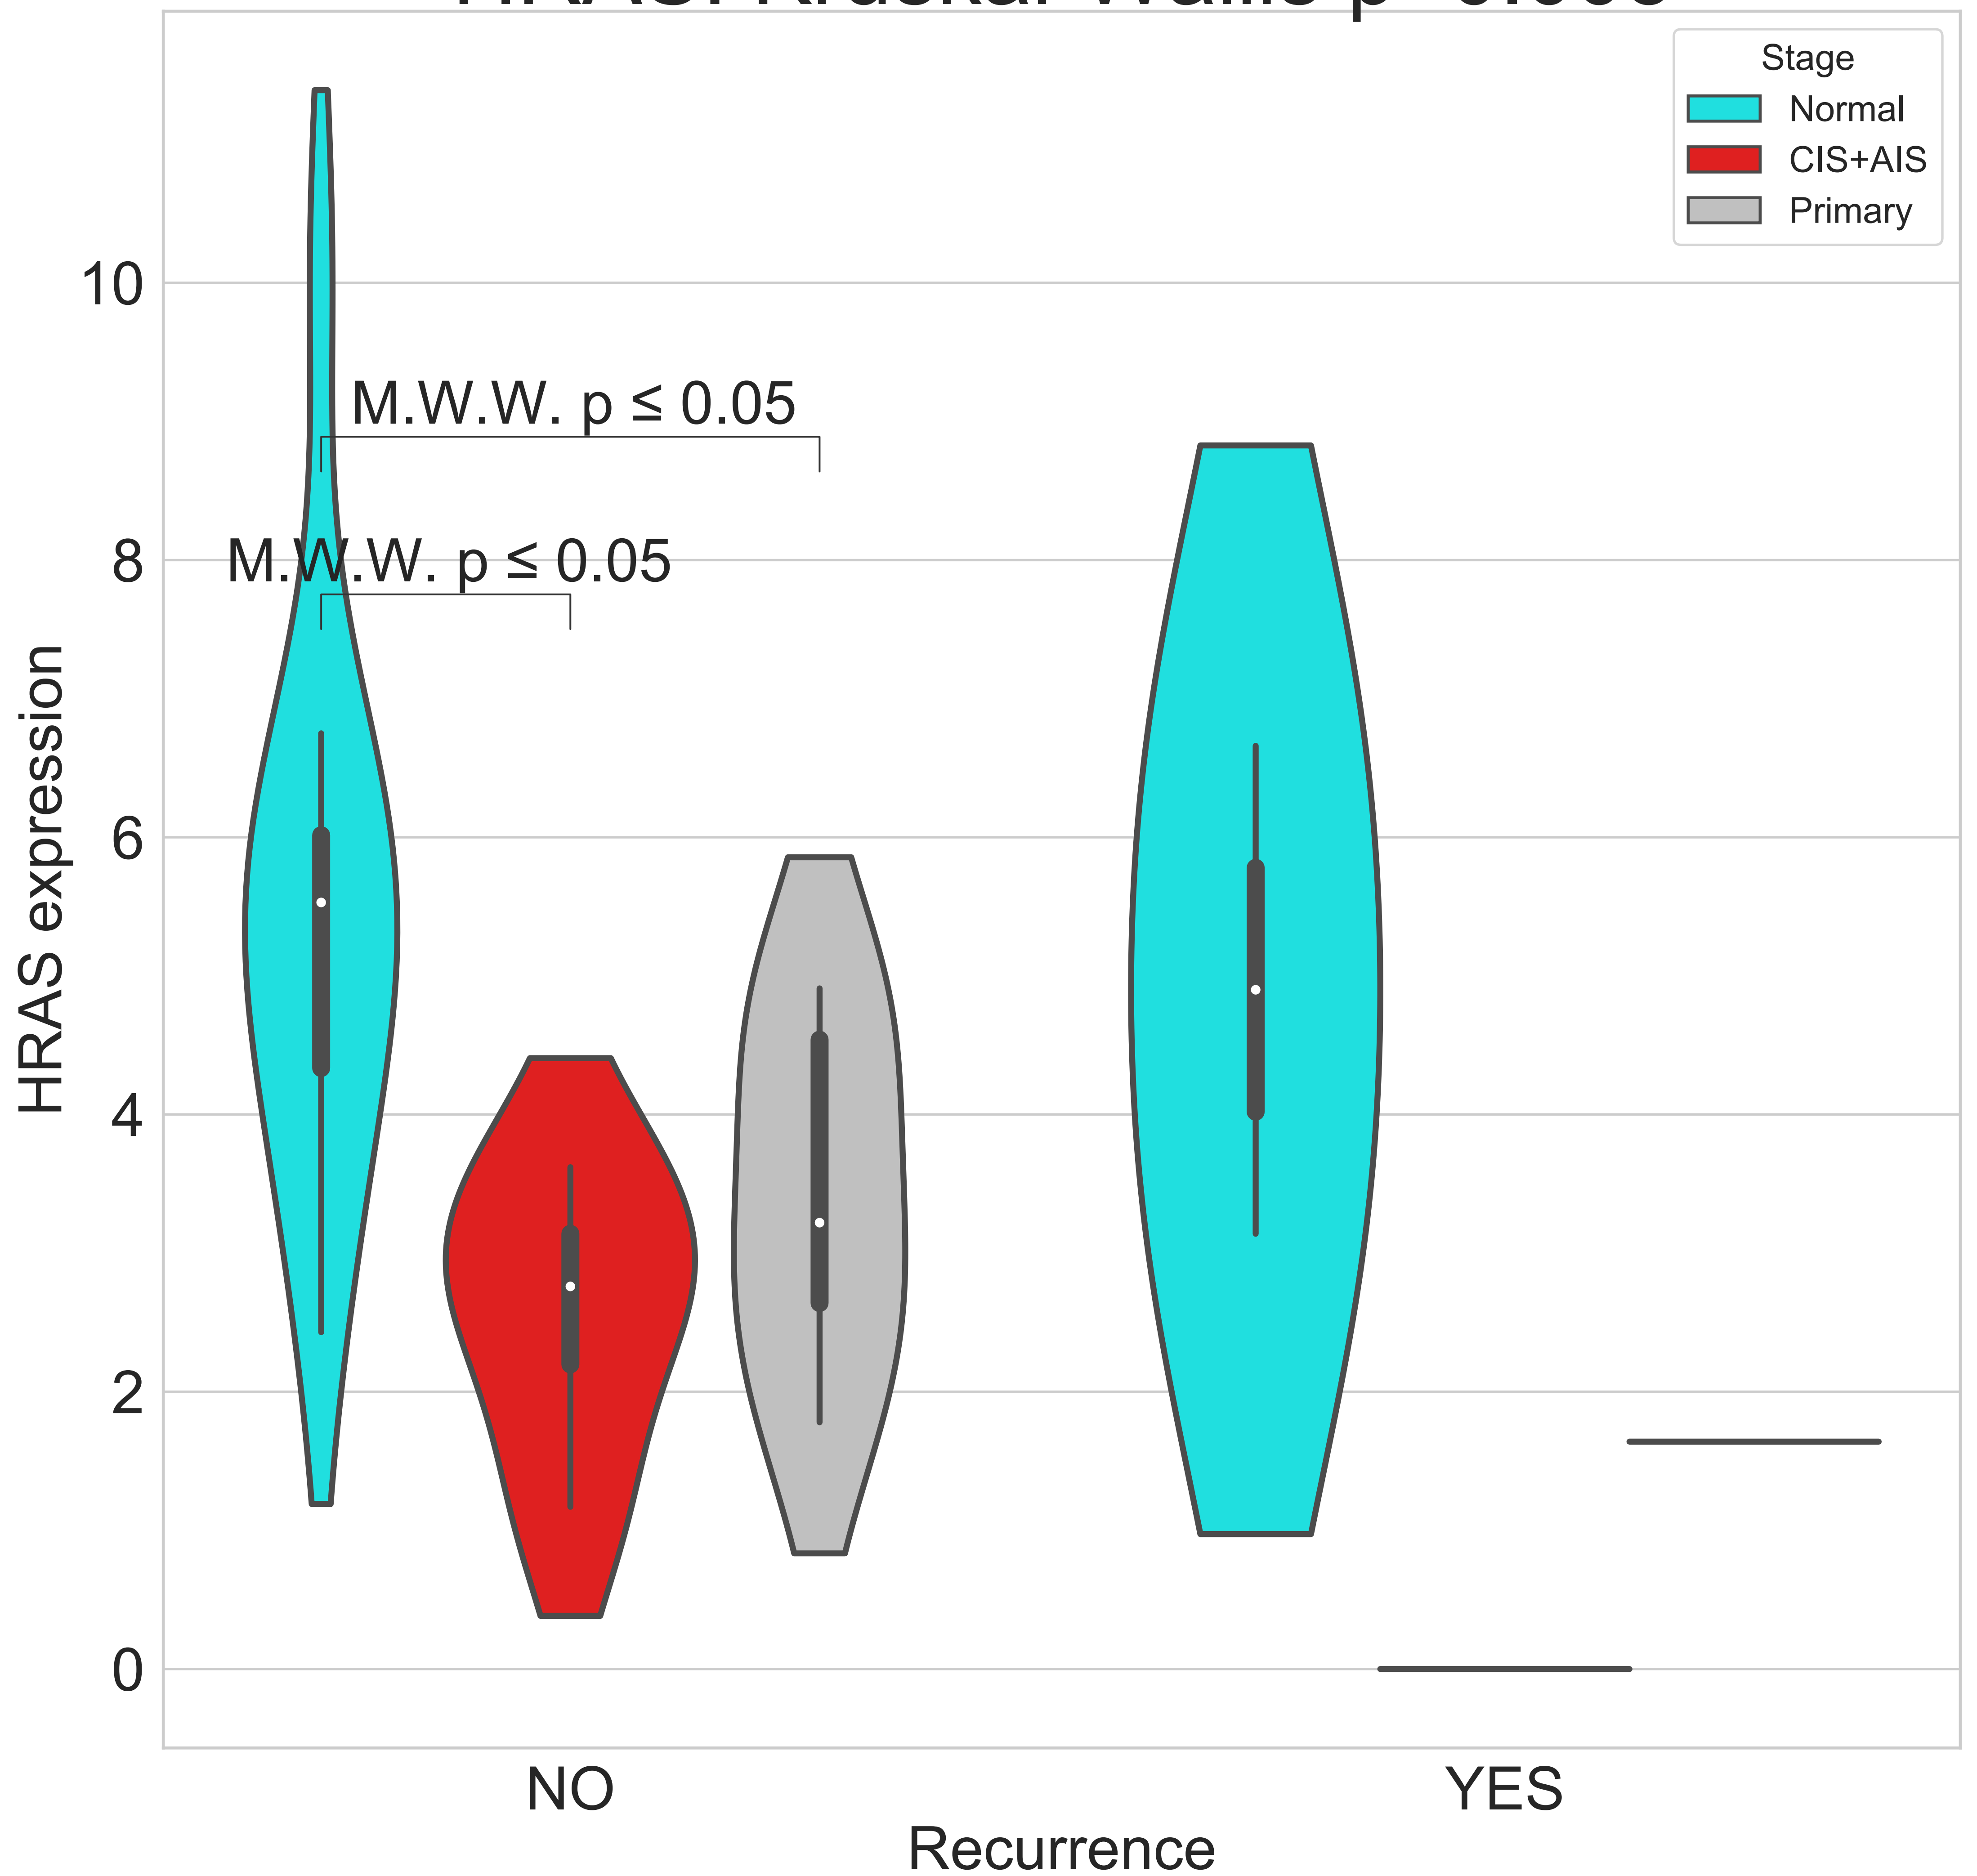 Stage
Normal
CIS+AIS
Primary
10
8
6
4
2
0
M.W.W. p ≤ 0.05
M.W.W. p ≤ 0.05
HRAS expression
NO
YES
Recurrence